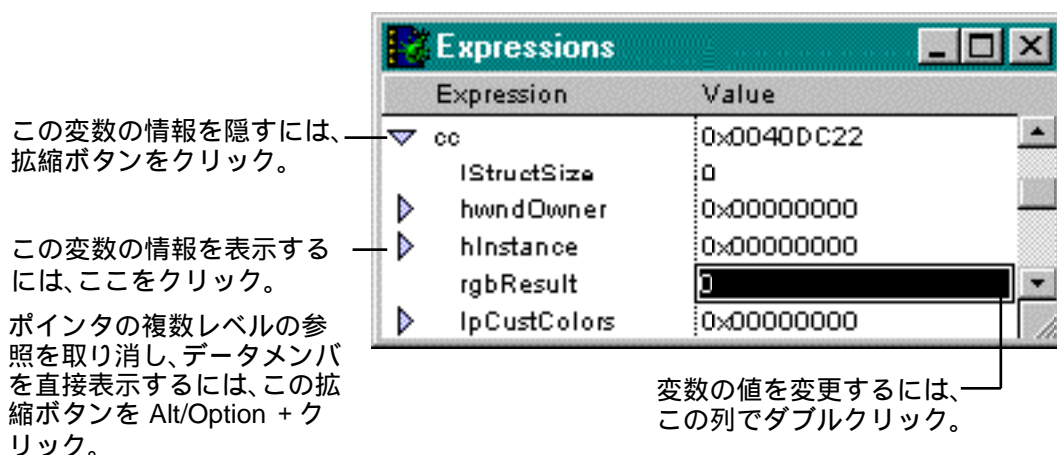 Expressions
Expression Value
cc 0x0040DC22
lStructSize 0
hwndOwner 0x00000000
hInstance 0x00000000
rgbResult 0
lpCustColors 0x00000000
この変数の情報を隠すには、
拡縮ボタンをクリック。
この変数の情報を表示する
には、ここをクリック。
ポインタの複数レベルの参
照を取り消し、データメンバ
を直接表示するには、この拡
縮ボタンを Alt/Option + ク
リック。
変数の値を変更するには、
この列でダブルクリック。